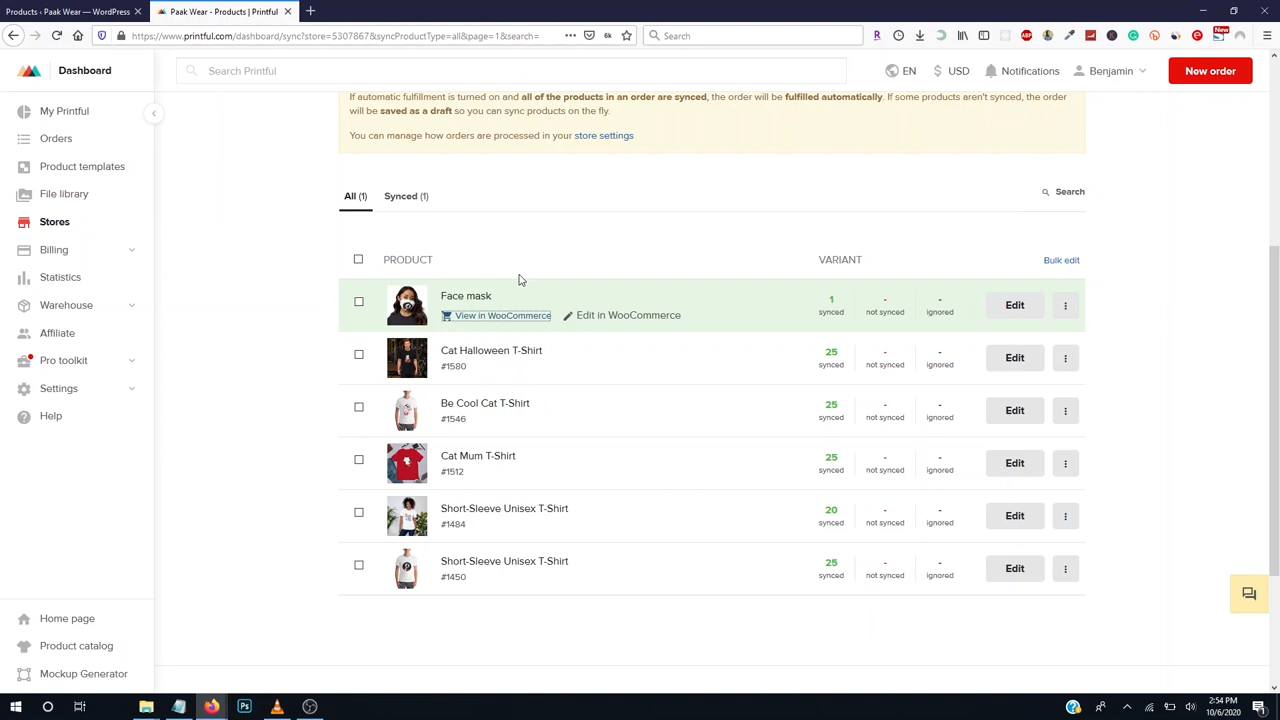 Products ‹ Paak Wear — WordPress
Paak Wear - Products | Printful
https://www.printful.com/dashboard/sync?store=5307867&syncProductType=all&page=1&search=
Search
Dashboard
Search Printful
EN
USD
Notifications
Benjamin
New order
My Printful
Orders
Product templates
File library
Stores
Billing
Statistics
Warehouse
Affiliate
Pro toolkit
Settings
Help
Home page
Product catalog
Mockup Generator
If automatic fulfillment is turned on and all of the products in an order are synced, the order will be fulfilled automatically. If some products aren't synced, the order
will be saved as a draft so you can sync products on the fly.
You can manage how orders are processed in your store settings
All (1)
Synced (1)
Search
PRODUCT
VARIANT
Bulk edit
Face mask
View in WooCommerce
Edit in WooCommerce
1 - -
synced not synced ignored
Edit
Cat Halloween T-Shirt
#1580
25 - -
synced not synced ignored
Edit
Be Cool Cat T-Shirt
#1546
25 - -
synced not synced ignored
Edit
Cat Mum T-Shirt
#1512
25 - -
synced not synced ignored
Edit
Short-Sleeve Unisex T-Shirt
#1484
20 - -
synced not synced ignored
Edit
Short-Sleeve Unisex T-Shirt
#1450
25 - -
synced not synced ignored
Edit
2:54 PM
10/6/2020